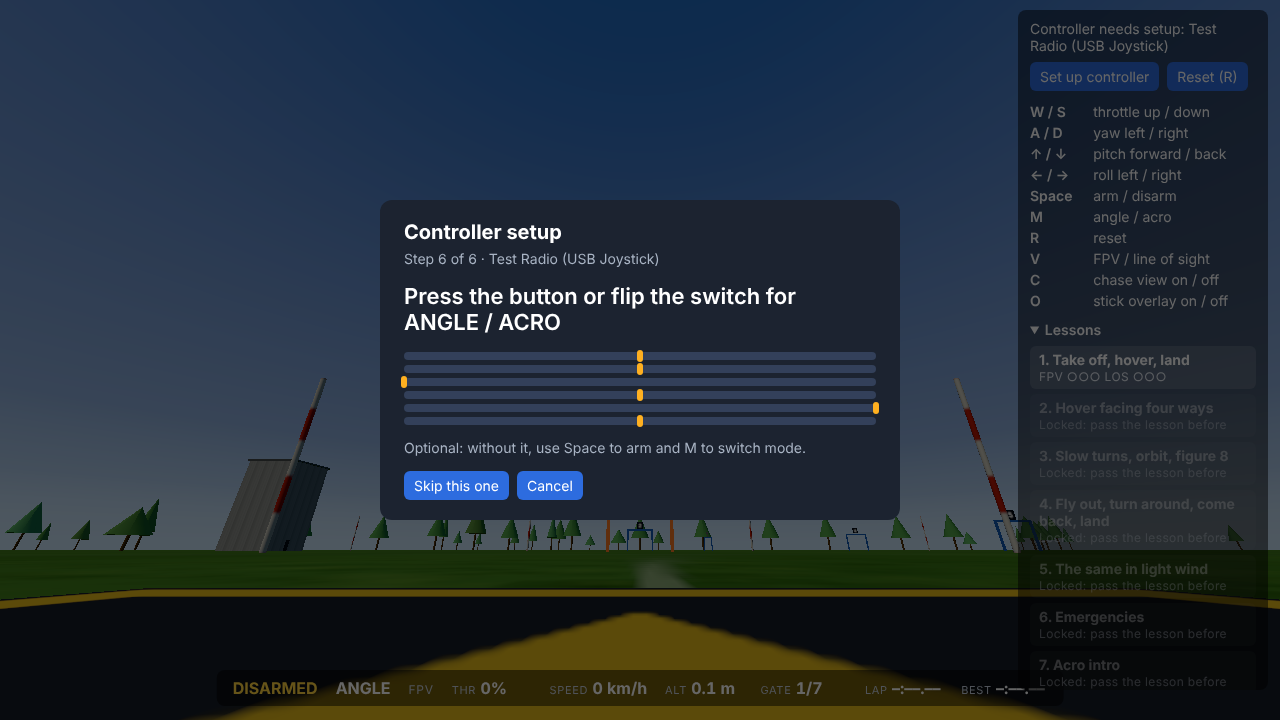 Controller needs setup: Test
Radio (USB Joystick)
Set up controller
Reset (R)
W / S throttle up / down
A / D yaw left / right
↑ / ↓ pitch forward / back
← / → roll left / right
Space arm / disarm
M angle / acro
R reset
V FPV / line of sight
C chase view on / off
O stick overlay on / off
▼ Lessons
1. Take off, hover, land
FPV ○○○ LOS ○○○
2. Hover facing four ways
Locked: pass the lesson before
3. Slow turns, orbit, figure 8
Locked: pass the lesson before
4. Fly out, turn around, come
back, land
Locked: pass the lesson before
5. The same in light wind
Locked: pass the lesson before
6. Emergencies
Locked: pass the lesson before
7. Acro intro
Locked: pass the lesson before
Controller setup
Step 6 of 6 · Test Radio (USB Joystick)
Press the button or flip the switch for
ANGLE / ACRO
Optional: without it, use Space to arm and M to switch mode.
Skip this one
Cancel
DISARMED ANGLE FPV THR 0% SPEED 0 km/h ALT 0.1 m GATE 1/7 LAP –:––.–– BEST –:––.––